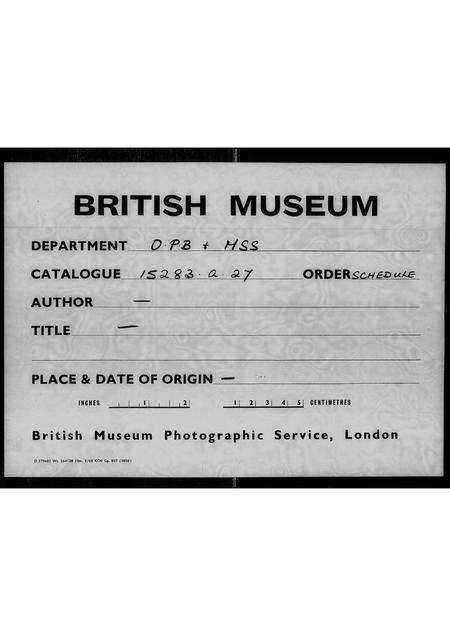 BRITISH MUSEUM
DEPARTMENT O.P.B + MSS
CATALOGUE 15283.a.27 ORDER SCHEDULE
AUTHOR —
TITLE —
PLACE & DATE OF ORIGIN —
INCHES 1 2 1 2 3 4 5 CENTIMETRES
British Museum Photographic Service, London